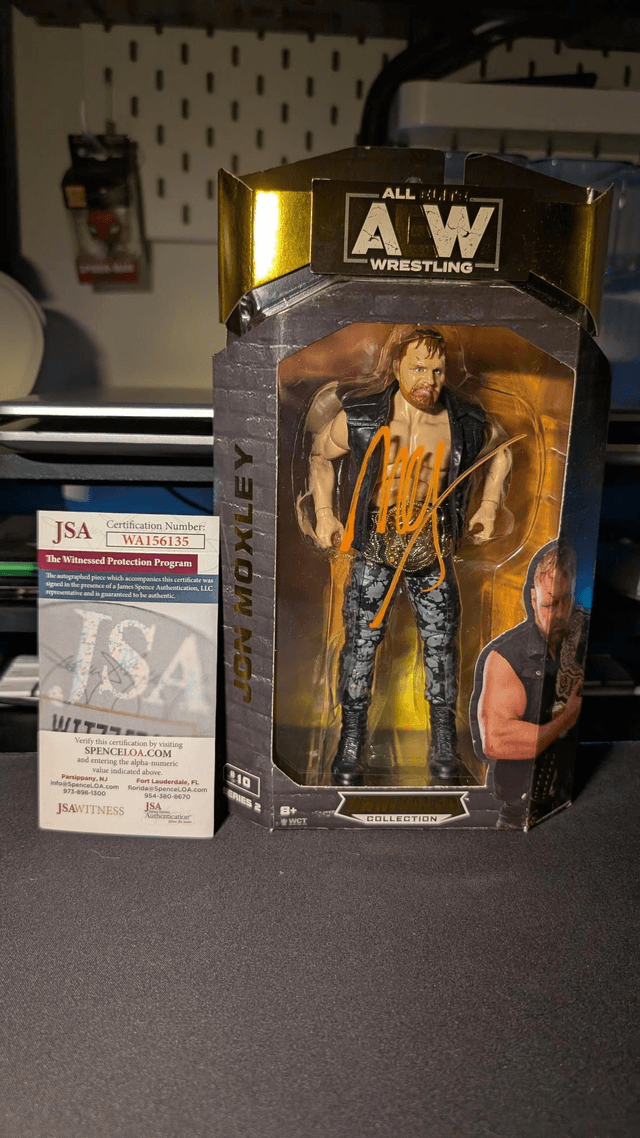 ALL ELITE
AEW
WRESTLING
JON MOXLEY
#10
SERIES 2
8+
WCT
COLLECTION
JSA
Certification Number:
WA156135
The Witnessed Protection Program
The autographed piece which accompanies this certificate was
signed in the presence of a James Spence Authentication, LLC
representative and is guaranteed to be authentic.
JSA
Verify this certification by visiting
SPENCELOA.COM
and entering the alpha-numeric
value indicated above.
Parsippany, NJ
info@SpenceLOA.com
973-898-1300
Fort Lauderdale, FL
florida@SpenceLOA.com
954-380-8670
JSAWITNESS
JSA
Authentication